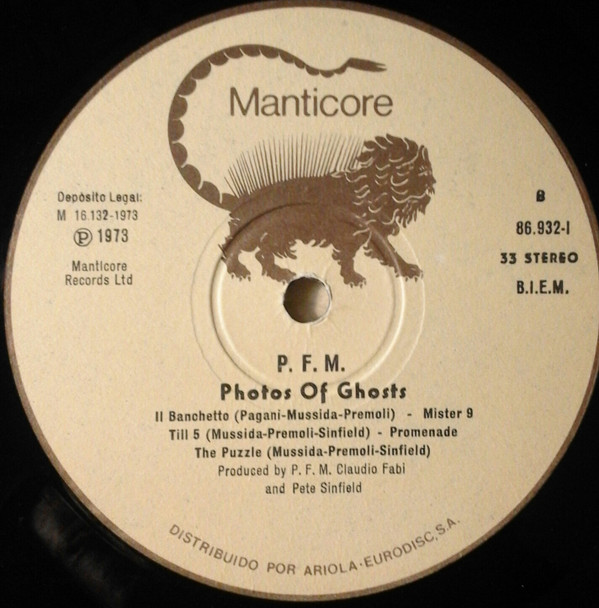 Manticore
Depósito Legal:
M 16.132-1973
Ⓟ 1973
Manticore
Records Ltd
B
86.932-I
33 STEREO
B.I.E.M.
P. F. M.
Photos Of Ghosts
Il Banchetto (Pagani-Mussida-Premoli) - Mister 9
Till 5 (Mussida-Premoli-Sinfield) - Promenade
The Puzzle (Mussida-Premoli-Sinfield)
Produced by P. F. M. Claudio Fabi
and Pete Sinfield
DISTRIBUIDO POR ARIOLA-EURODISC, S.A.